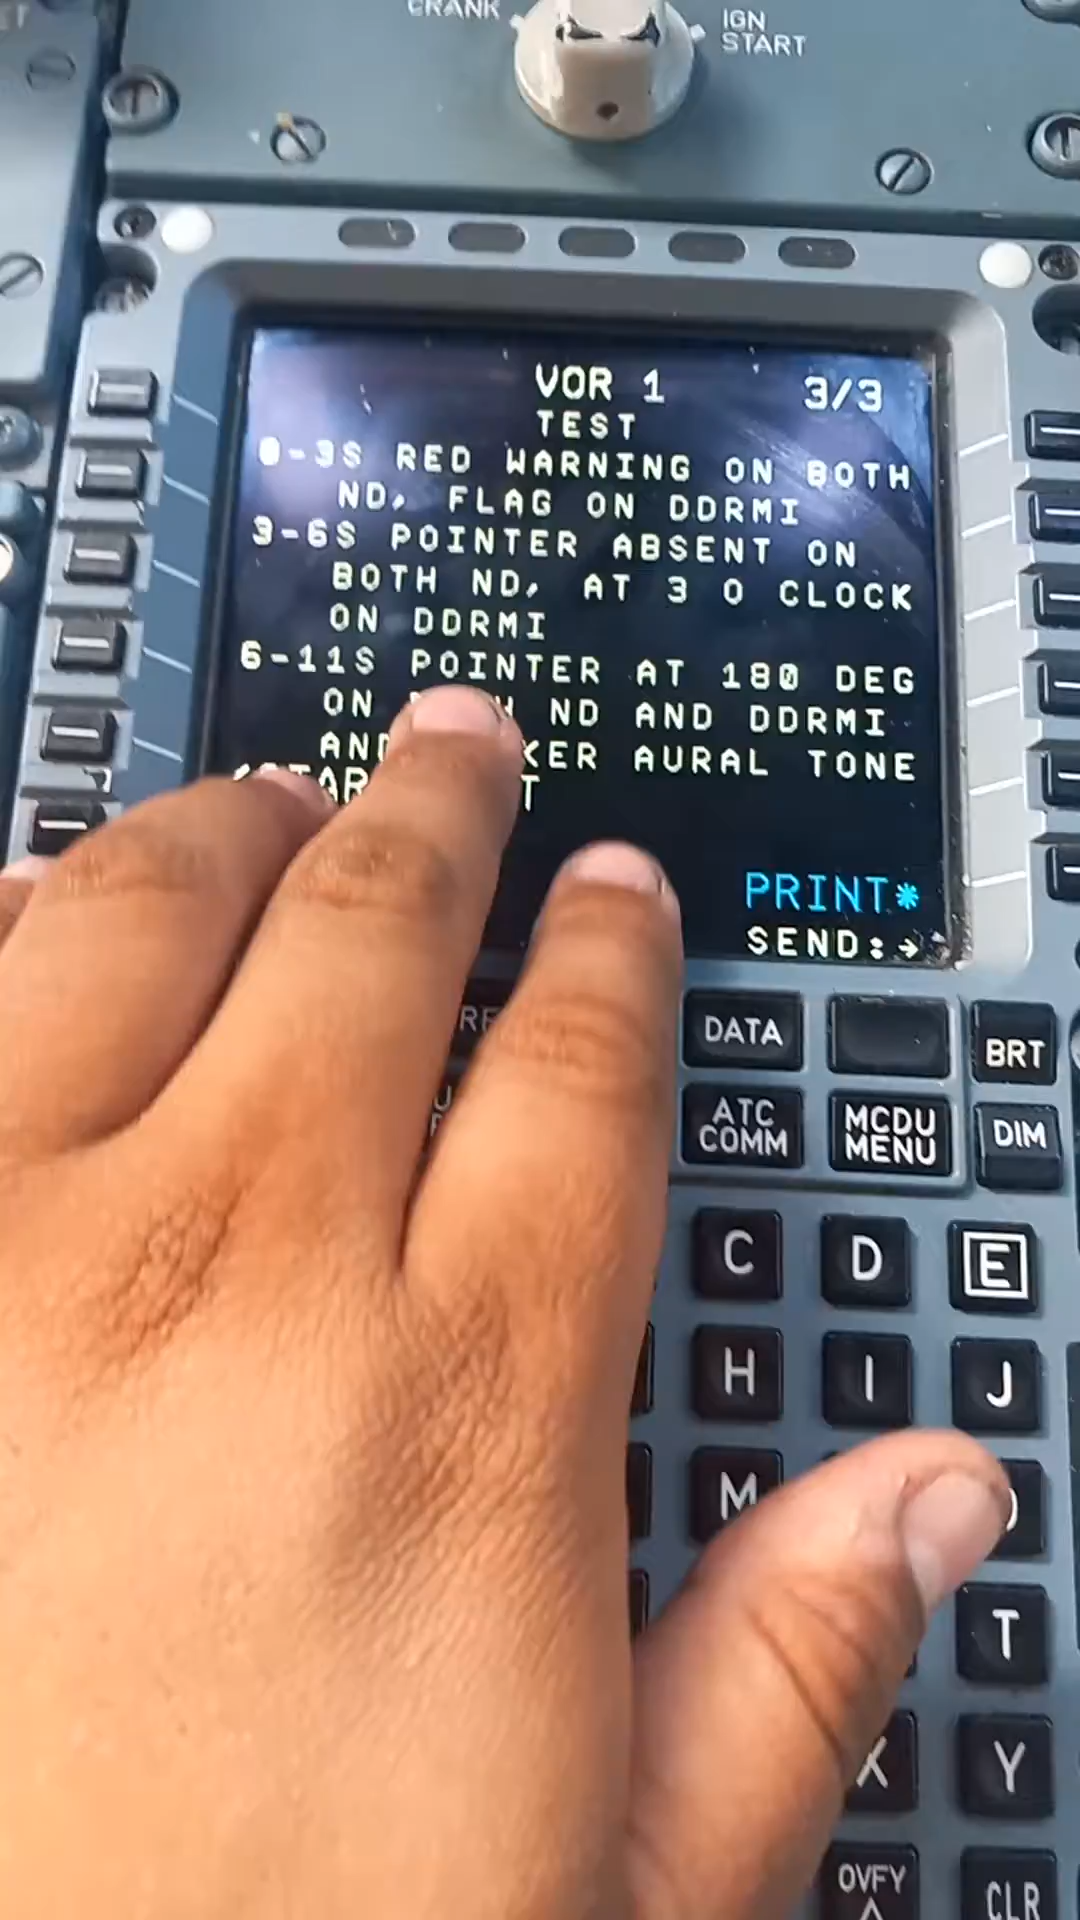 CRANK
IGN
START
VOR 1 3/3
TEST
0-3S RED WARNING ON BOTH
ND, FLAG ON DDRMI
3-6S POINTER ABSENT ON
BOTH ND, AT 3 O CLOCK
ON DDRMI
6-11S POINTER AT 180 DEG
ON ND AND DDRMI
AND AURAL TONE
PRINT*
SEND:→
DATA
BRT
ATC
COMM
MCDU
MENU
DIM
C D E
H I J
M
T
X Y
OVFY
CLR